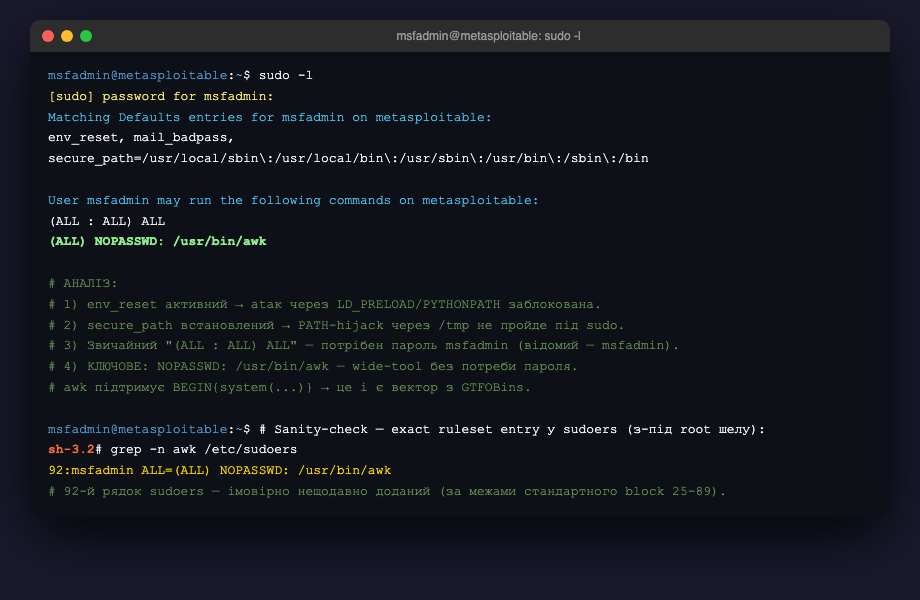 msfadmin@metasploitable: sudo -l
msfadmin@metasploitable:~$ sudo -l
[sudo] password for msfadmin:
Matching Defaults entries for msfadmin on metasploitable:
env_reset, mail_badpass,
secure_path=/usr/local/sbin\:/usr/local/bin\:/usr/sbin\:/usr/bin\:/sbin\:/bin
User msfadmin may run the following commands on metasploitable:
(ALL : ALL) ALL
(ALL) NOPASSWD: /usr/bin/awk
# АНАЛІЗ:
# 1) env_reset активний → атак через LD_PRELOAD/PYTHONPATH заблокована.
# 2) secure_path встановлений → PATH-hijack через /tmp не пройде під sudo.
# 3) Звичайний "(ALL : ALL) ALL" — потрібен пароль msfadmin (відомий — msfadmin).
# 4) КЛЮЧОВЕ: NOPASSWD: /usr/bin/awk — wide-tool без потреби пароля.
# awk підтримує BEGIN{system(...)} → це і є вектор з GTFOBins.
msfadmin@metasploitable:~$ # Sanity-check — exact ruleset entry у sudoers (з-під root шелу):
sh-3.2# grep -n awk /etc/sudoers
92:msfadmin ALL=(ALL) NOPASSWD: /usr/bin/awk
# 92-й рядок sudoers — імовірно нещодавно доданий (за межами стандартного block 25-89).